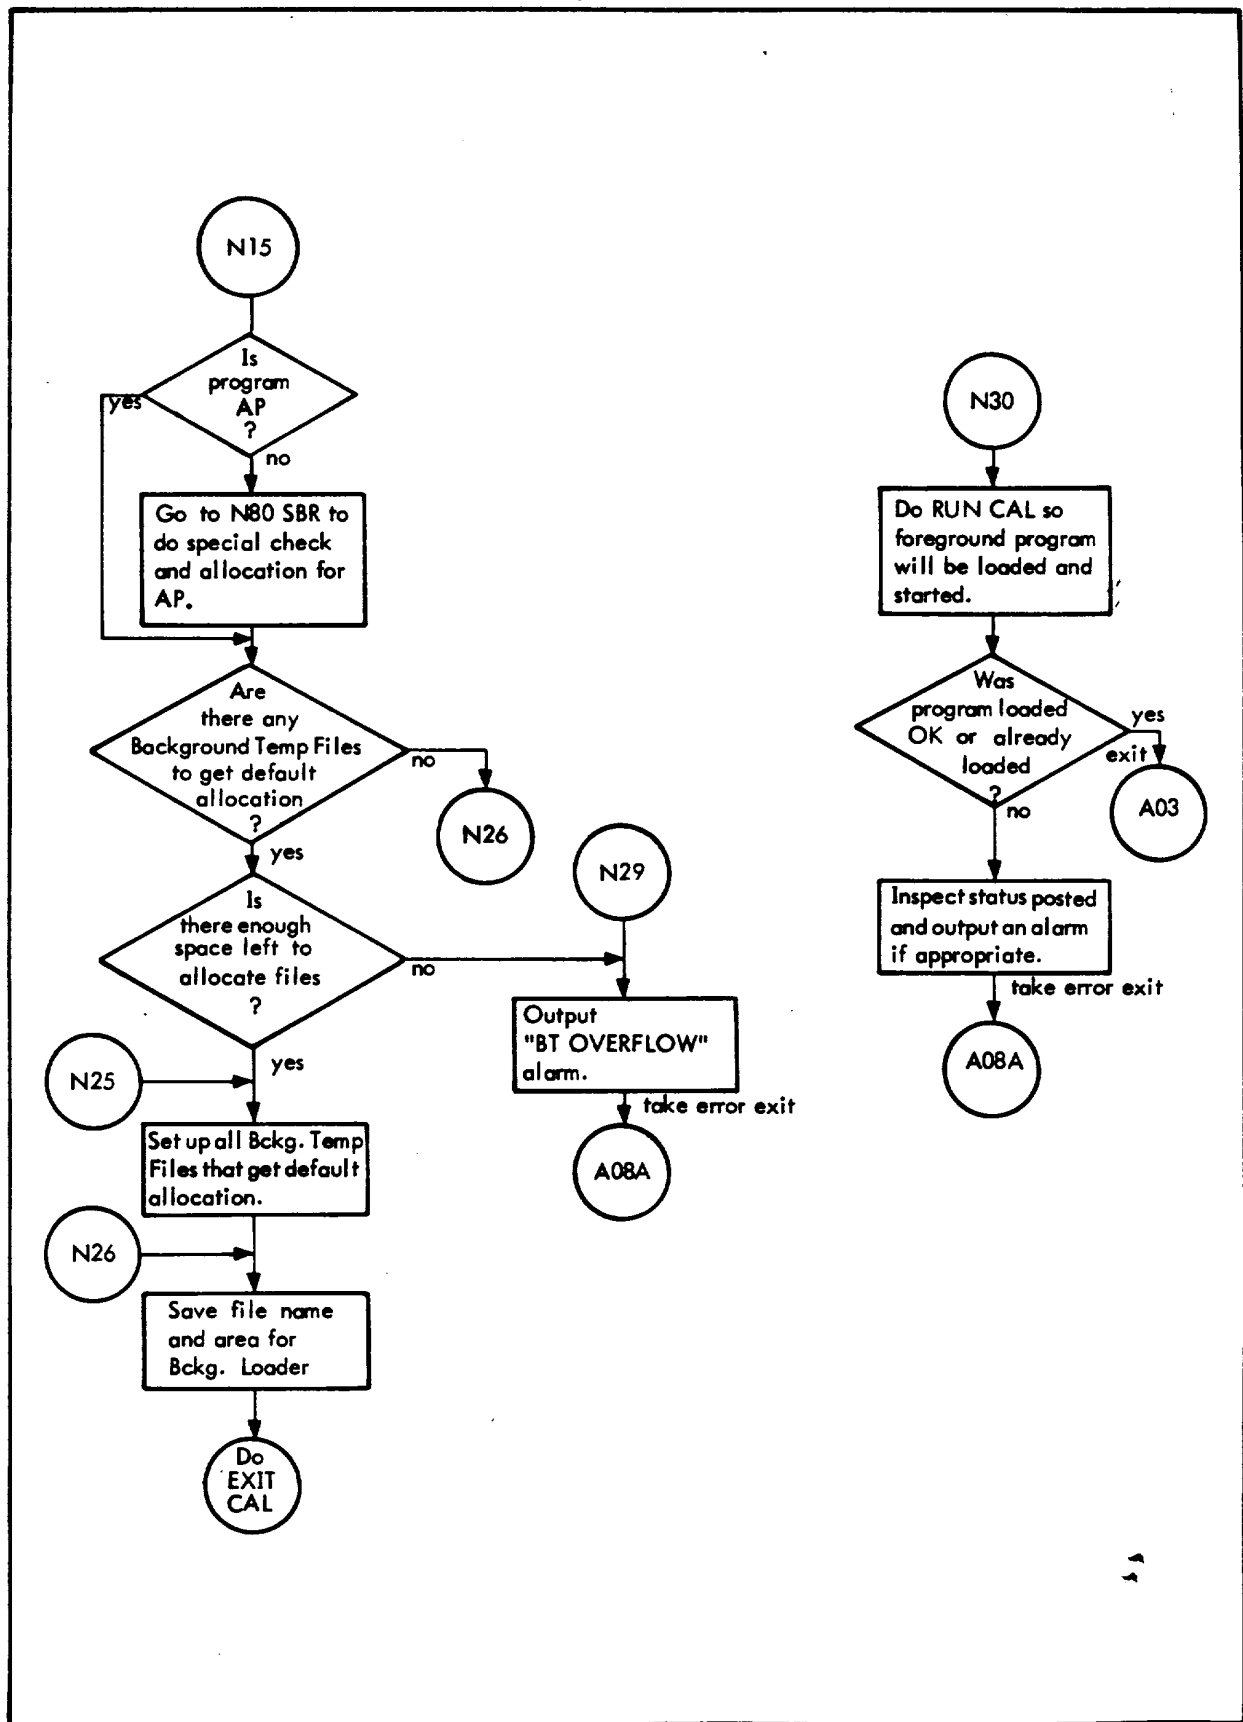 N15
Is
program
AP
?
yes
no
Go to N80 SBR to
do special check
and allocation for
AP.
Are
there any
Background Temp Files
to get default
allocation
?
no
N26
yes
Is
there enough
space left to
allocate files
?
no
N29
Output
"BT OVERFLOW"
alarm.
take error exit
A08A
yes
N25
Set up all Bckg. Temp
Files that get default
allocation.
N26
Save file name
and area for
Bckg. Loader
Do
EXIT
CAL
N30
Do RUN CAL so
foreground program
will be loaded and
started.
Was
program loaded
OK or already
loaded
?
yes
exit
A03
no
Inspect status posted
and output an alarm
if appropriate.
take error exit
A08A